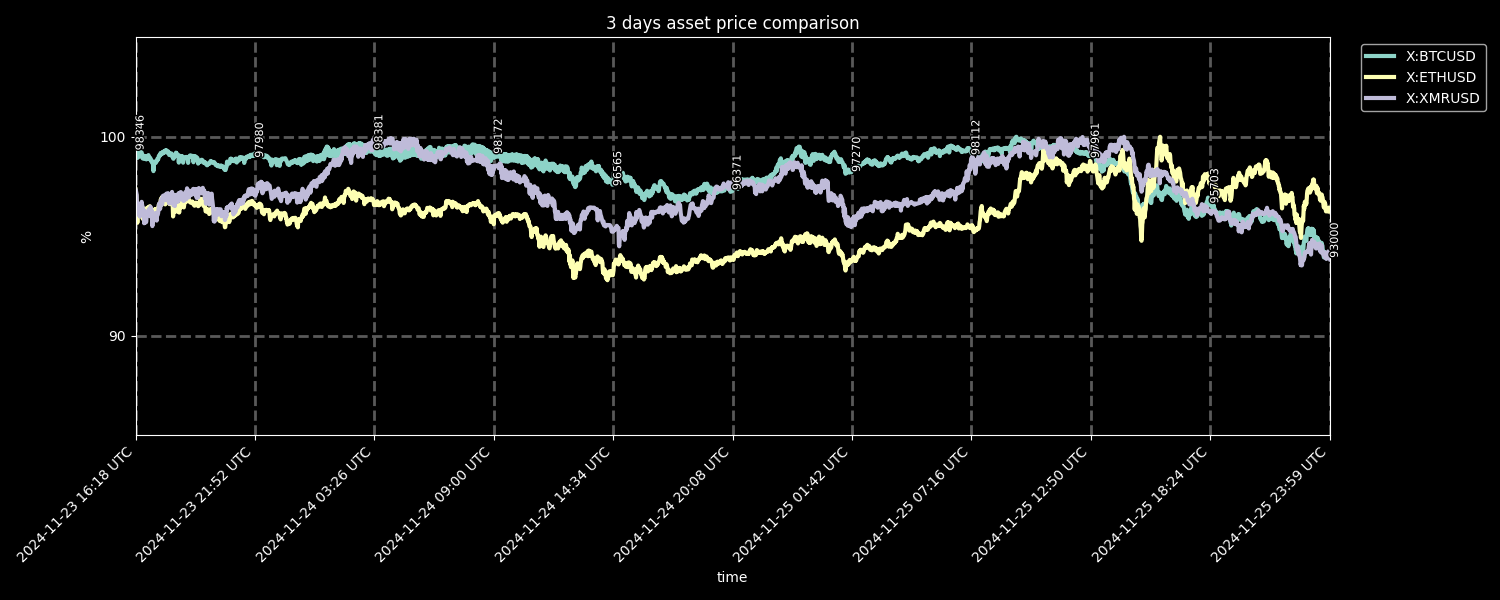 3 days asset price comparison
X:BTCUSD
X:ETHUSD
X:XMRUSD
100
90
%
98346
97980
98381
98172
96565
96371
97270
98112
97961
95703
93000
2024-11-23 16:18 UTC
2024-11-23 21:52 UTC
2024-11-24 03:26 UTC
2024-11-24 09:00 UTC
2024-11-24 14:34 UTC
2024-11-24 20:08 UTC
2024-11-25 01:42 UTC
2024-11-25 07:16 UTC
2024-11-25 12:50 UTC
2024-11-25 18:24 UTC
2024-11-25 23:59 UTC
time